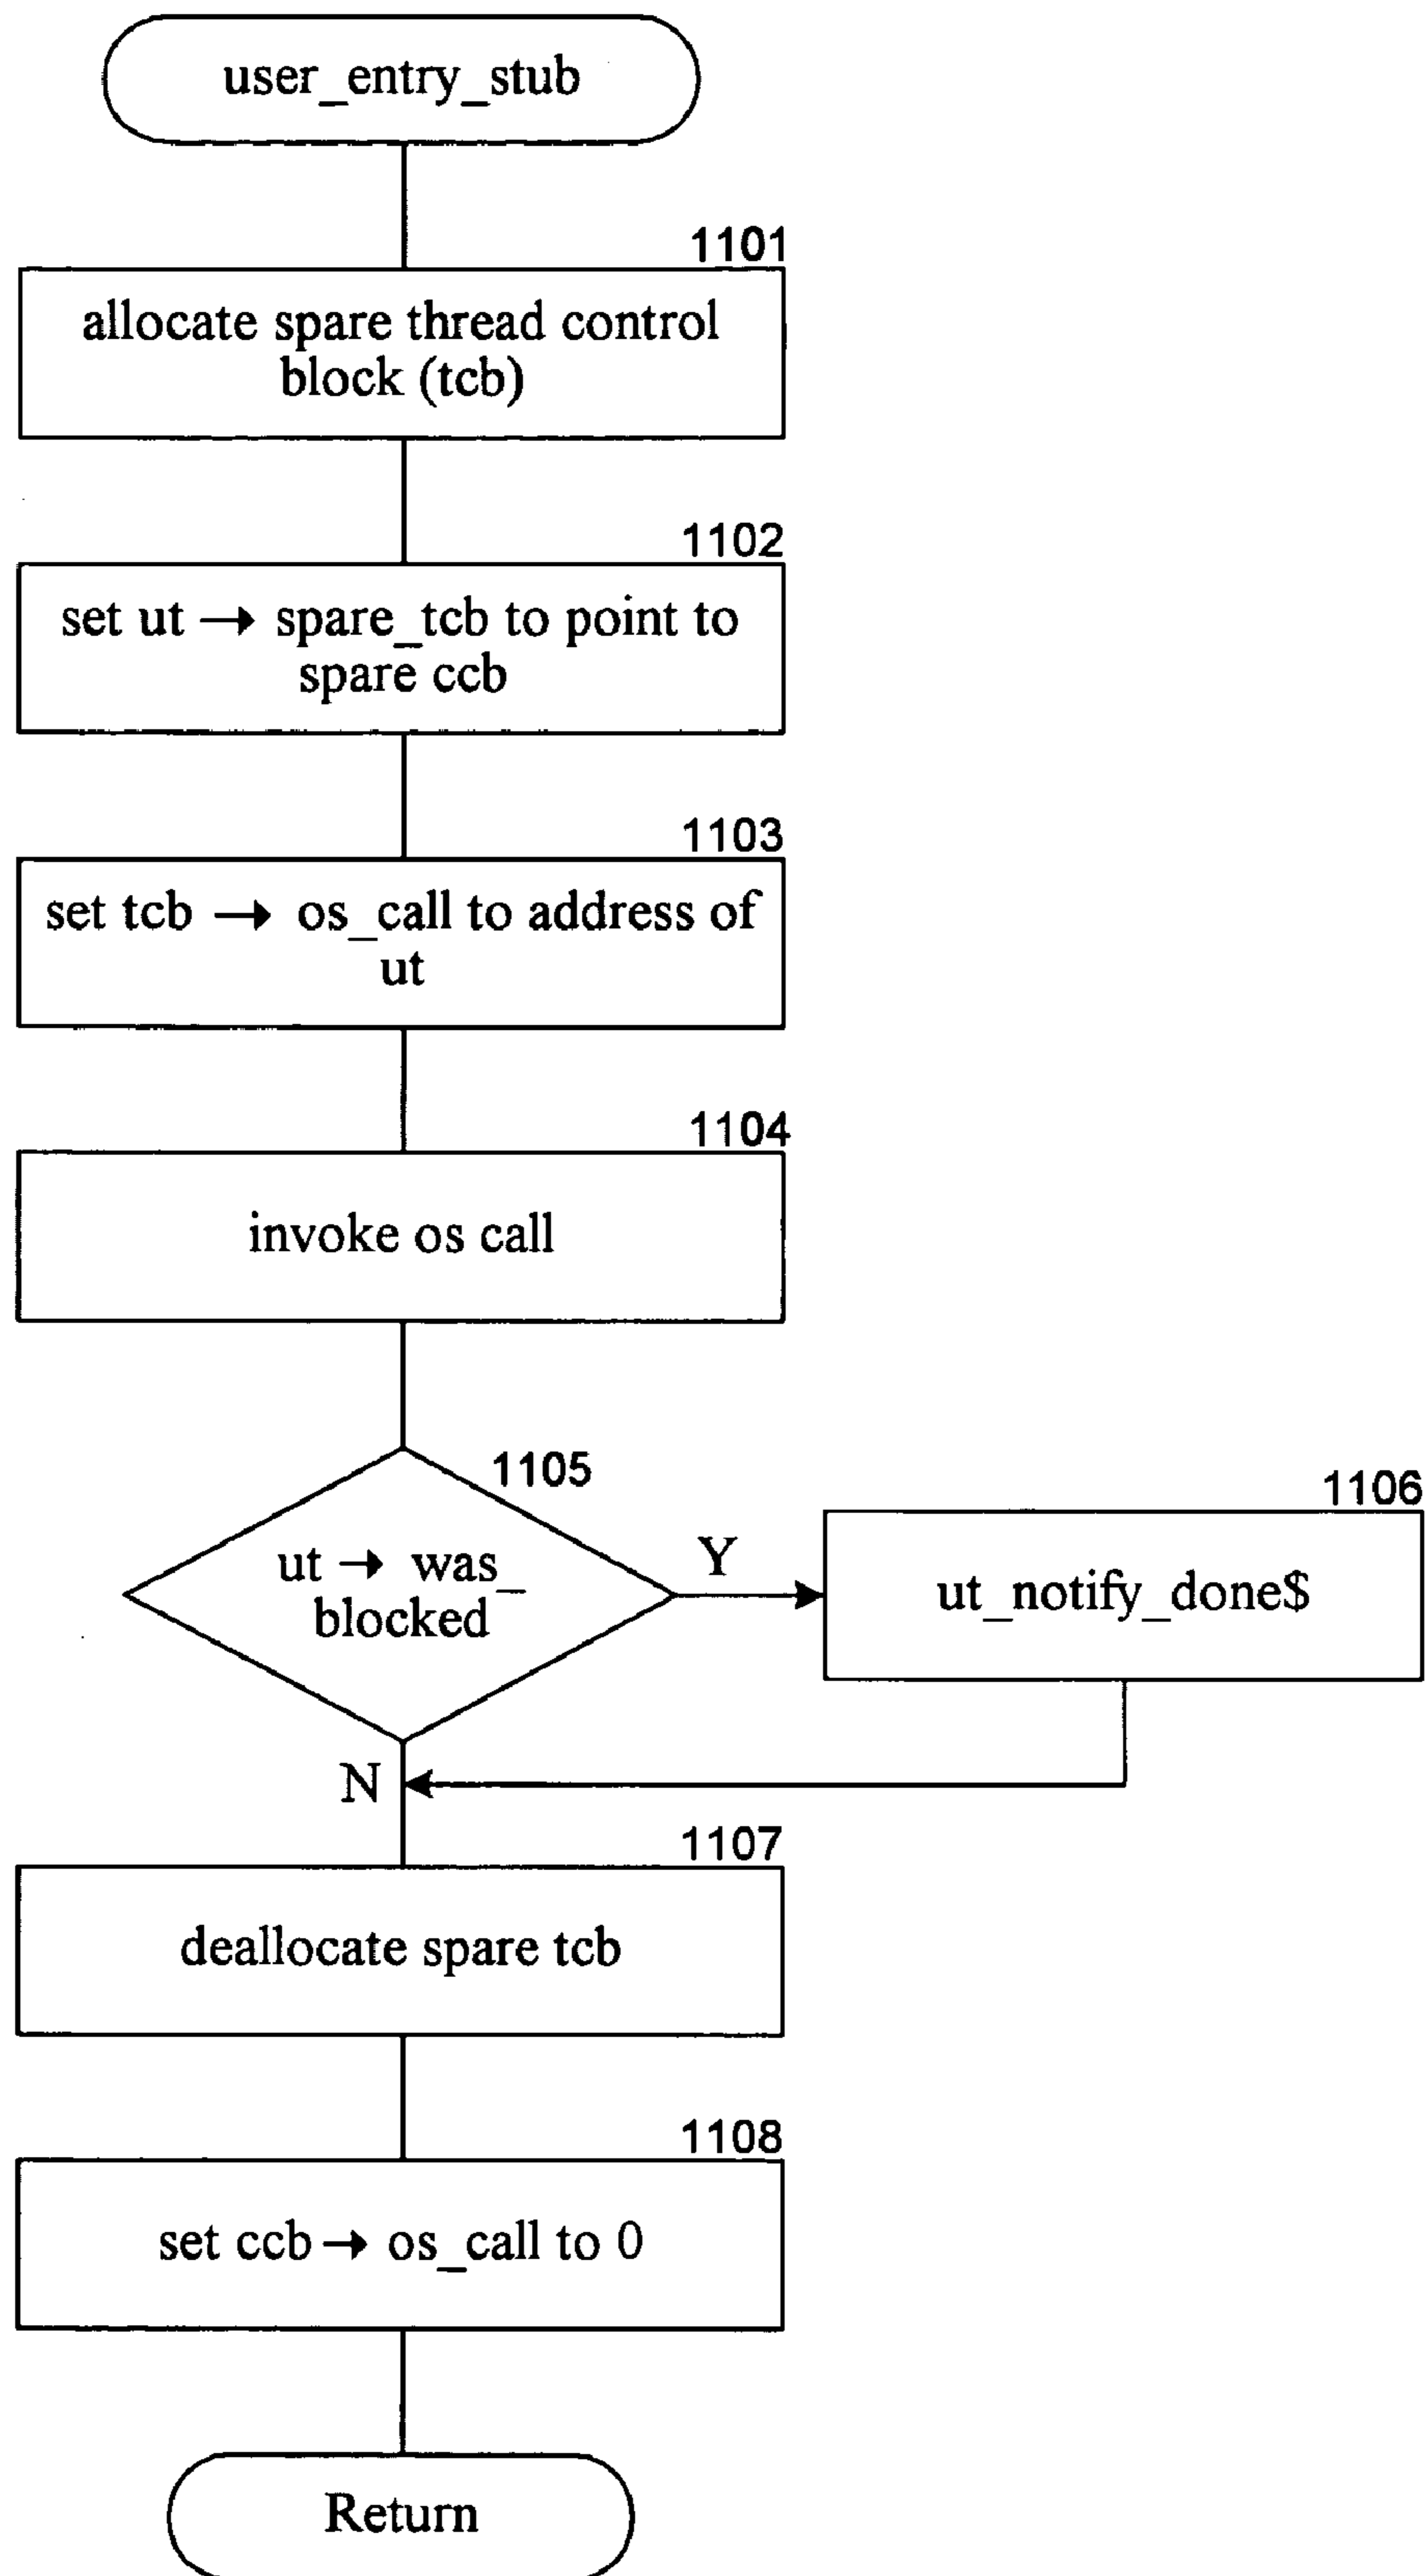 user_entry_stub
1101
allocate spare thread control
block (tcb)
1102
set ut → spare_tcb to point to
spare ccb
1103
set tcb → os_call to address of
ut
1104
invoke os call
1105
ut → was_
blocked
Y
1106
ut_notify_done$
N
1107
deallocate spare tcb
1108
set ccb → os_call to 0
Return